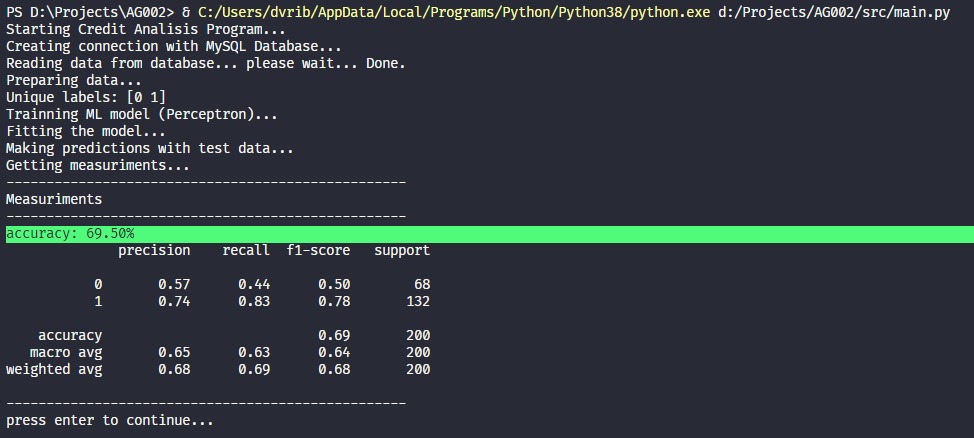 PS D:\Projects\AG002> & C:/Users/dvrib/AppData/Local/Programs/Python/Python38/python.exe d:/Projects/AG002/src/main.py
Starting Credit Analisis Program...
Creating connection with MySQL Database...
Reading data from database... please wait... Done.
Preparing data...
Unique labels: [0 1]
Trainning ML model (Perceptron)...
Fitting the model...
Making predictions with test data...
Getting measuriments...
--------------------------------------------------
Measuriments
--------------------------------------------------
accuracy: 69.50%
              precision    recall  f1-score   support
           0       0.57      0.44      0.50        68
           1       0.74      0.83      0.78       132
    accuracy                           0.69       200
   macro avg       0.65      0.63      0.64       200
weighted avg       0.68      0.69      0.68       200
--------------------------------------------------
press enter to continue...